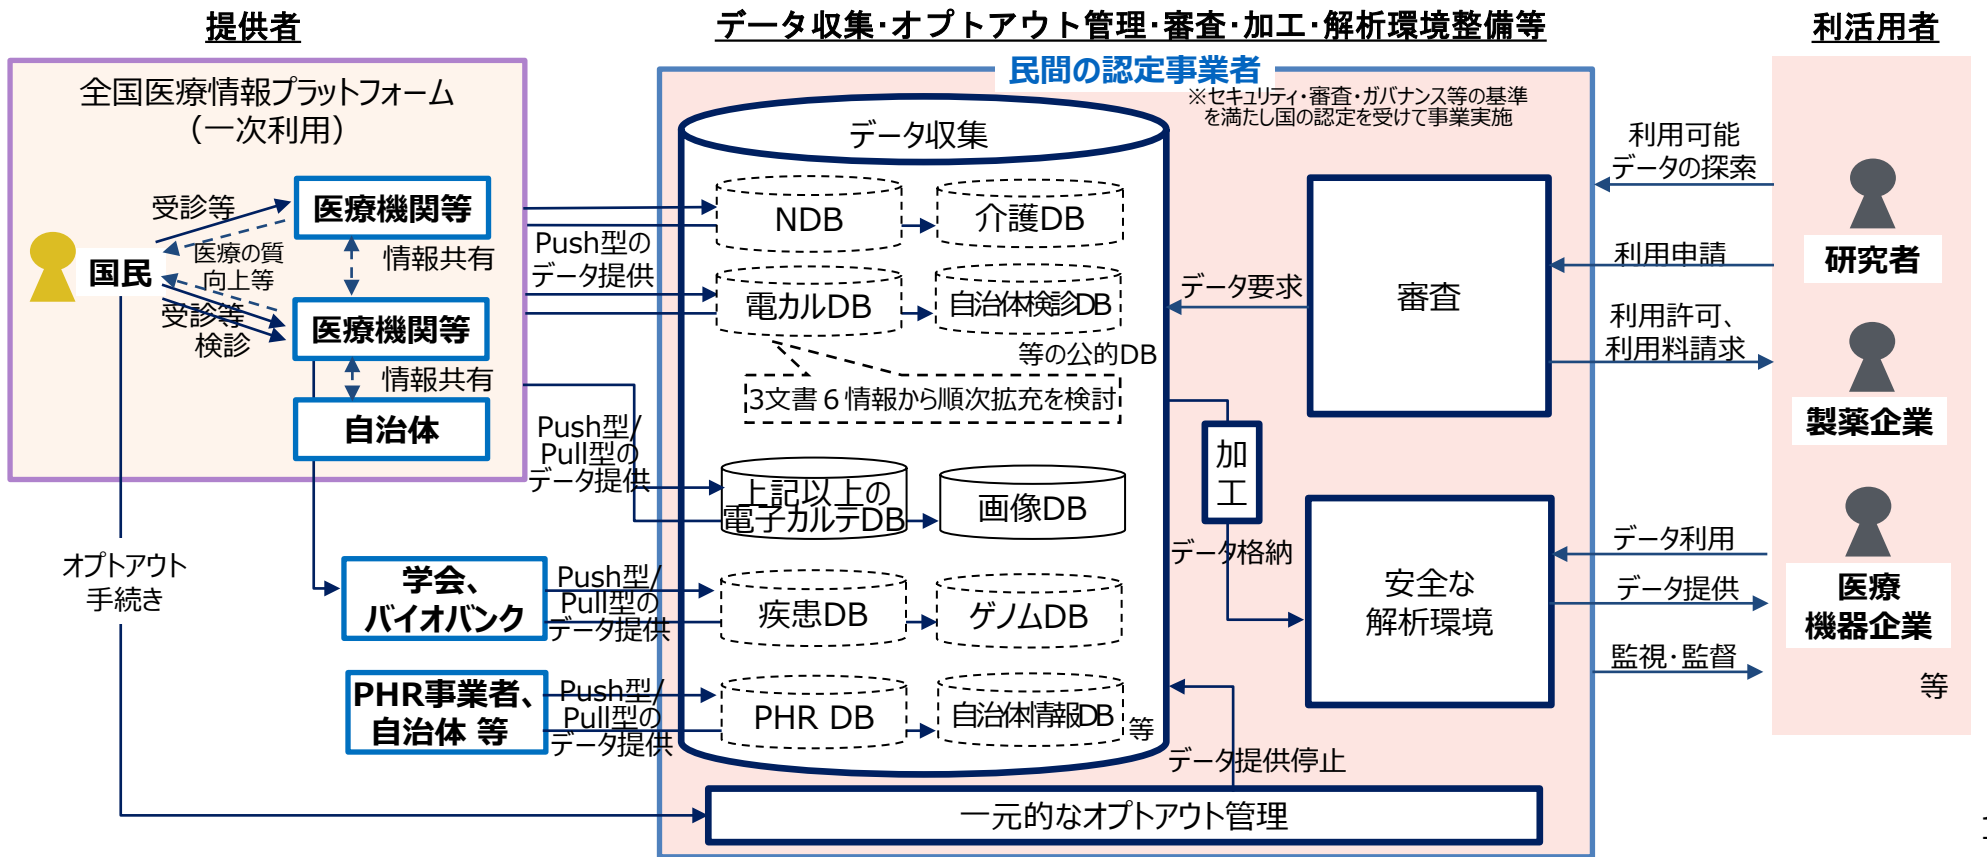 提供者
データ収集・オプトアウト管理・審査・加工・解析環境整備等
利活用者
全国医療情報プラットフォーム
（一次利用）
受診等
医療機関等
医療の質
向上等
情報共有
国民
受診等
検診
医療機関等
情報共有
自治体
オプトアウト
手続き
学会、
バイオバンク
PHR事業者、
自治体 等
Push型の
データ提供
Push型/
Pull型の
データ提供
Push型/
Pull型の
データ提供
Push型/
Pull型の
データ提供
民間の認定事業者
※セキュリティ・審査・ガバナンス等の基準
を満たし国の認定を受けて事業実施
データ収集
NDB
介護DB
電カルDB
自治体検診DB
等の公的DB
3文書６情報から順次拡充を検討
上記以上の
電子カルテDB
画像DB
疾患DB
ゲノムDB
PHR DB
自治体情報DB
等
データ要求
審査
加
工
データ格納
安全な
解析環境
データ提供停止
一元的なオプトアウト管理
利用可能
データの探索
利用申請
利用許可、
利用料請求
データ利用
データ提供
監視・監督
研究者
製薬企業
医療
機器企業
等